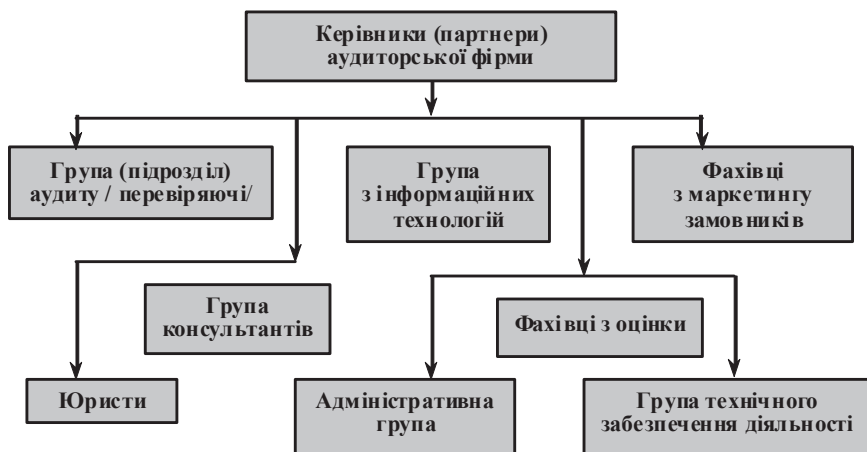 Керівники (партнери)
аудиторської фірми
Група (підрозділ)
аудиту / перевіряючі/
Група
з інформаційних
технологій
Фахівці
з маркетингу
замовників
Група
консультантів
Фахівці з оцінки
Юристи
Адміністративна
група
Група технічного
забезпечення діяльності